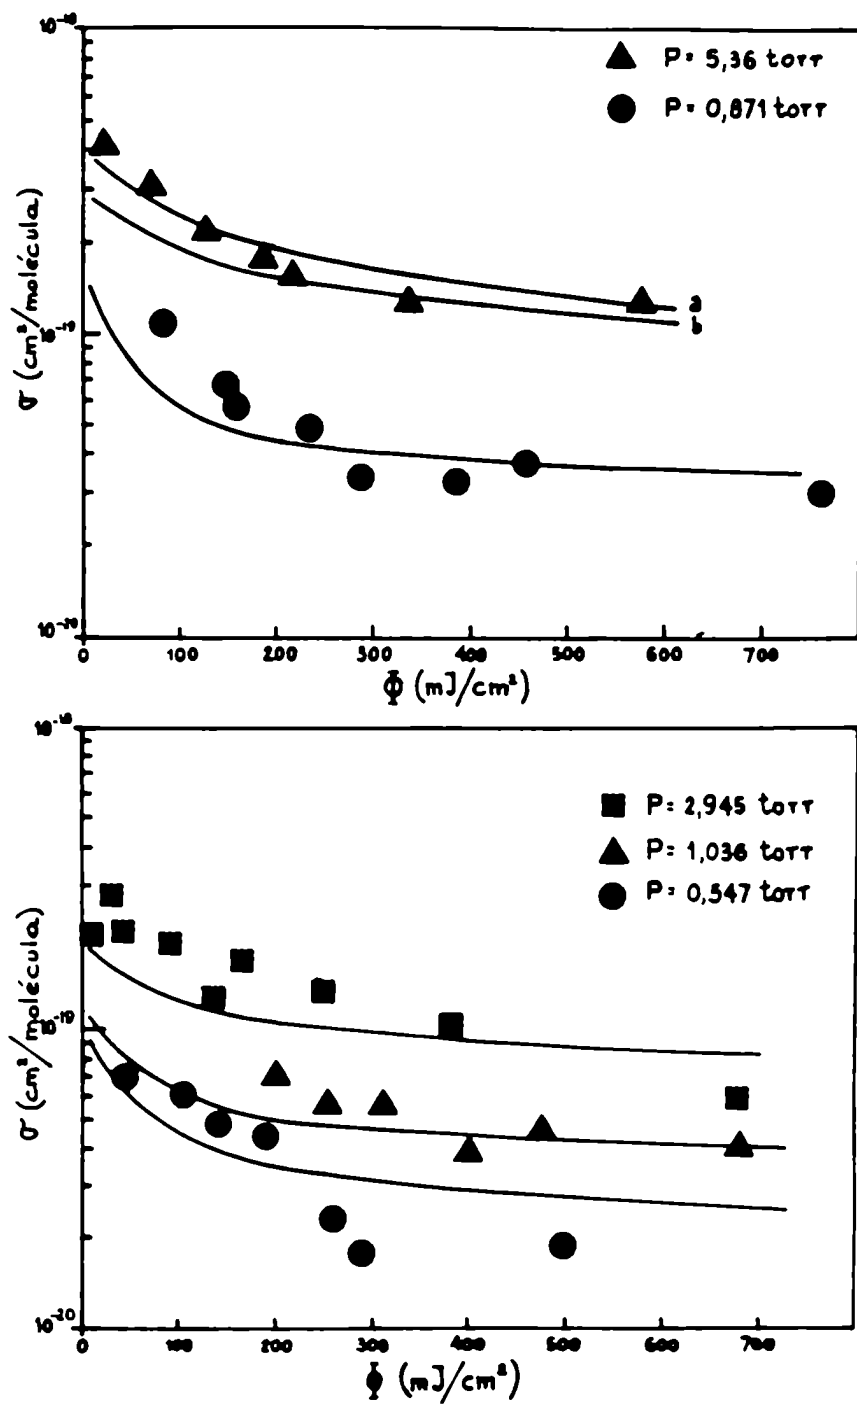 10⁻¹⁸
P= 5,36 torr
P= 0,871 torr
σ (cm²/molécula)
a
b
10⁻¹⁹
10⁻²⁰
0 100 200 300 400 500 600 700
Φ (mJ/cm²)
10⁻¹⁸
P= 2,945 torr
P= 1,036 torr
P= 0,547 torr
σ (cm²/molécula)
10⁻¹⁹
10⁻²⁰
0 100 200 300 400 500 600 700
Φ (mJ/cm²)